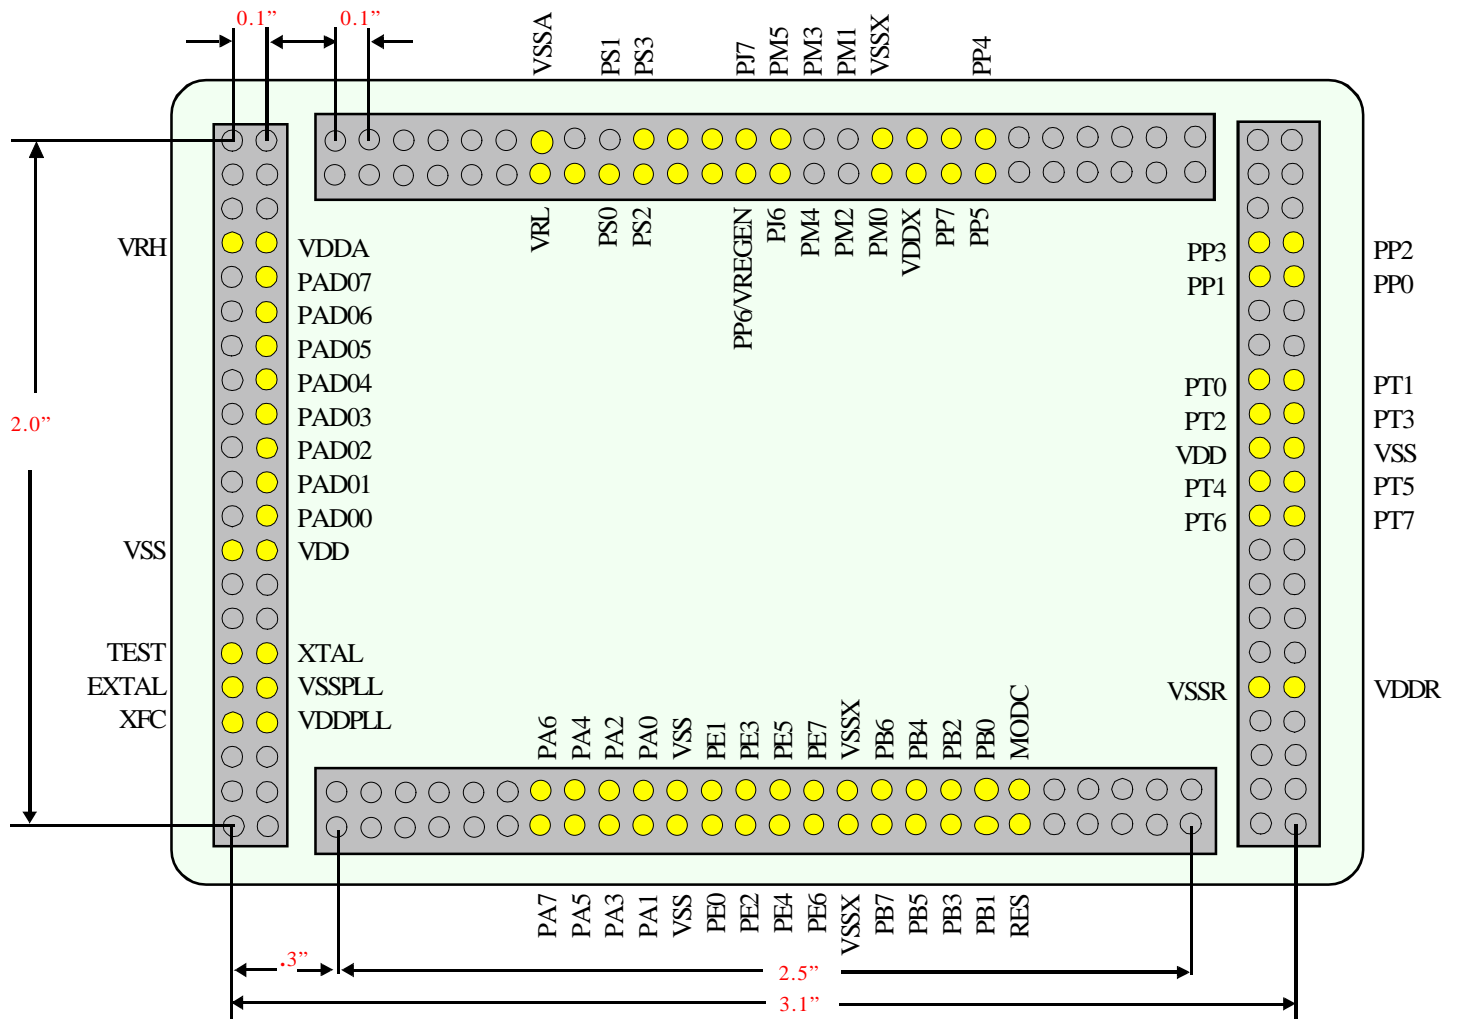 0.1”
0.1”
VSSA
PS1
PS3
PJ7
PM5
PM3
PM1
VSSX
PP4
VRL
PS0
PS2
PP6/VREGEN
PJ6
PM4
PM2
PM0
VDDX
PP7
PP5
VRH
VDDA
PAD07
PAD06
PAD05
PAD04
PAD03
PAD02
PAD01
PAD00
VSS
VDD
TEST
XTAL
EXTAL
VSSPLL
XFC
VDDPLL
2.0”
PP3
PP2
PP1
PP0
PT0
PT1
PT2
PT3
VDD
VSS
PT4
PT5
PT6
PT7
VSSR
VDDR
PA6
PA4
PA2
PA0
VSS
PE1
PE3
PE5
PE7
VSSX
PB6
PB4
PB2
PB0
MODC
PA7
PA5
PA3
PA1
VSS
PE0
PE2
PE4
PE6
VSSX
PB7
PB5
PB3
PB1
RES
.3”
2.5”
3.1”